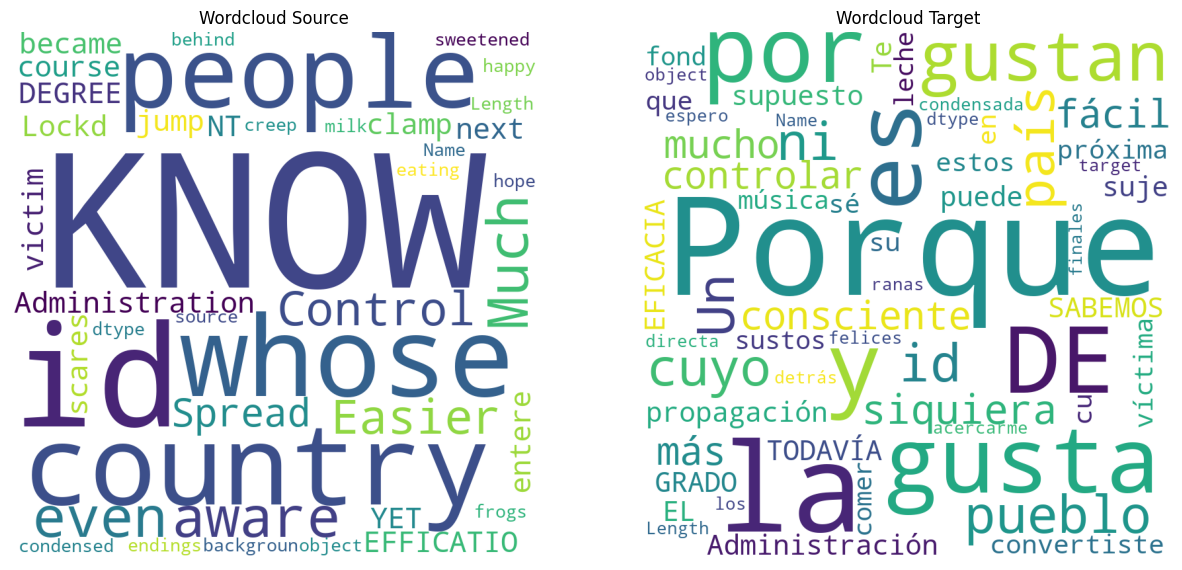 Wordcloud Source
became
behind
sweetened
course
people
happy
DEGREE
Length
Lockd
jump
NT
creep
milk
clamp
next
Name
eating
hope
victim
KNOW
Much
Administration
source
Control
dtype
id
scares
whose
Spread
Easier
entere
country
even
aware
YET
frogs
condensed
endings
backgroun
object
EFFICATIO
Wordcloud Target
fond
por
Te
leche
gustan
object
que
supuesto
condensada
espero
Name
dtype
en
país
fácil
mucho
ni
es
próxima
estos
target
controlar
puede
suje
música
sé
Porque
su
finales
EFICACIA
ranas
Un
consciente
SABEMOS
directa
sustos
felices
cuyo
detrás
y
id
DE
víctima
propagación
siquiera
cu
acercarme
más
TODAVÍA
gusta
GRADO
la
comer
EL
los
Length
pueblo
Administración
convertiste